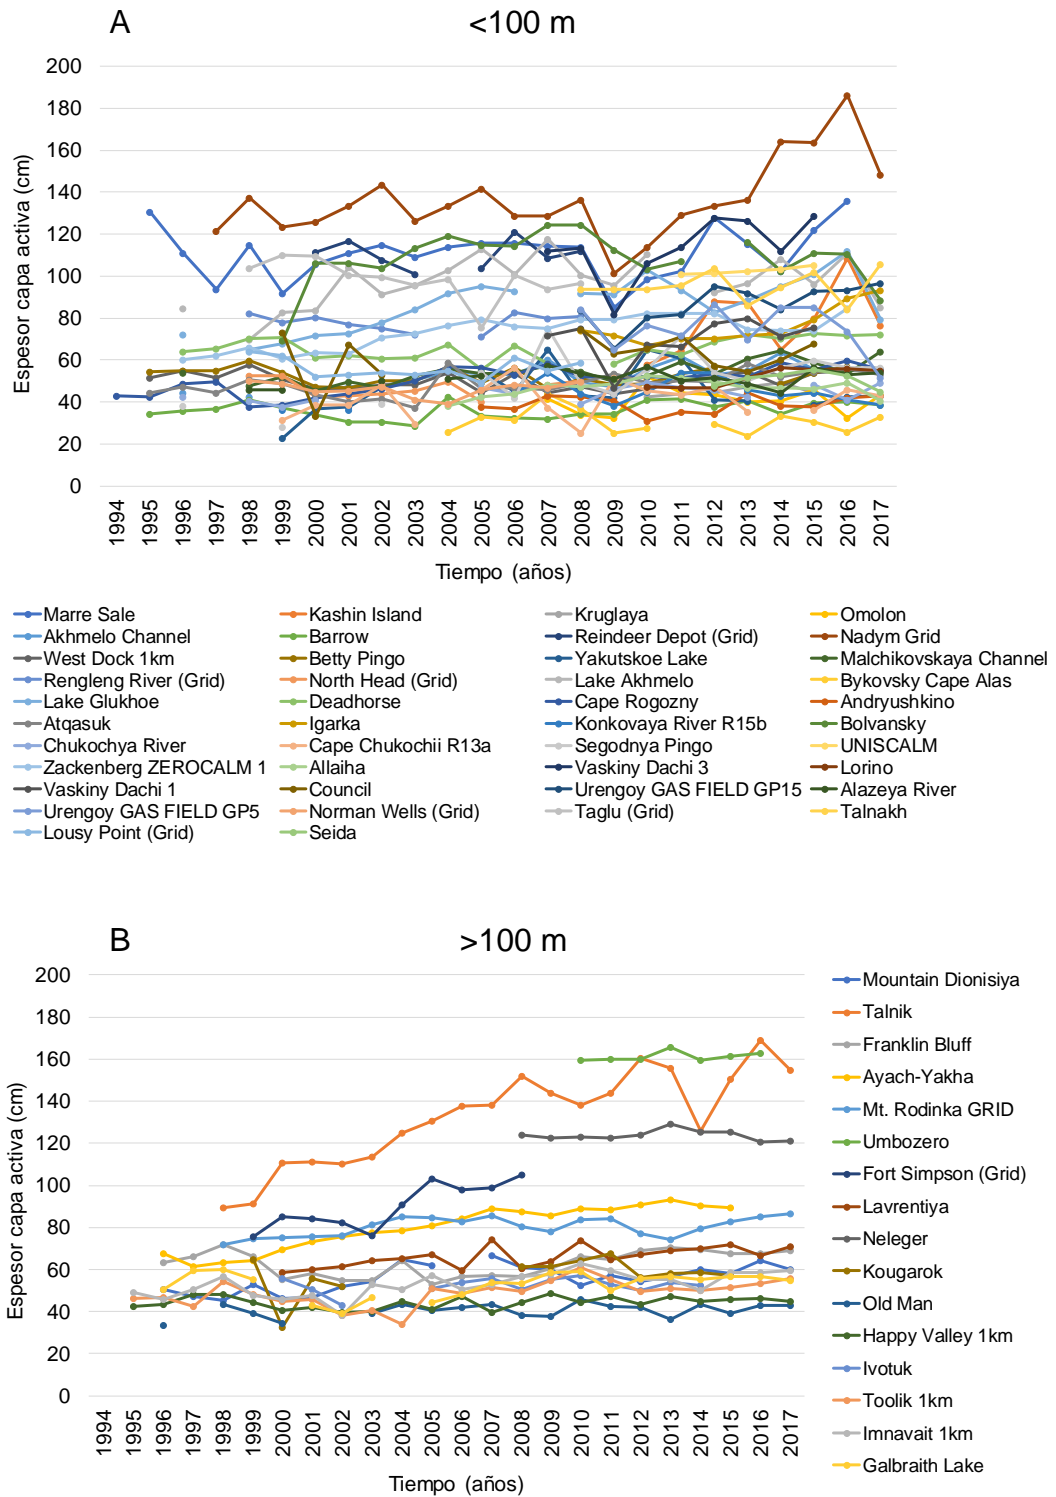 A
<100 m
Espesor capa activa (cm)
200
180
160
140
120
100
80
60
40
20
0
1994 1995 1996 1997 1998 1999 2000 2001 2002 2003 2004 2005 2006 2007 2008 2009 2010 2011 2012 2013 2014 2015 2016 2017
Tiempo (años)
Marre Sale Kashin Island Kruglaya Omolon
Akhmelo Channel Barrow Reindeer Depot (Grid) Nadym Grid
West Dock 1km Betty Pingo Yakutskoe Lake Malchikovskaya Channel
Rengleng River (Grid) North Head (Grid) Lake Akhmelo Bykovsky Cape Alas
Lake Glukhoe Deadhorse Cape Rogozny Andryushkino
Atqasuk Igarka Konkovaya River R15b Bolvansky
Chukochya River Cape Chukochii R13a Segodnya Pingo UNISCALM
Zackenberg ZEROCALM 1 Allaiha Vaskiny Dachi 3 Lorino
Vaskiny Dachi 1 Council Urengoy GAS FIELD GP15 Alazeya River
Urengoy GAS FIELD GP5 Norman Wells (Grid) Taglu (Grid) Talnakh
Lousy Point (Grid) Seida
B
>100 m
Espesor capa activa (cm)
200
180
160
140
120
100
80
60
40
20
0
1994 1995 1996 1997 1998 1999 2000 2001 2002 2003 2004 2005 2006 2007 2008 2009 2010 2011 2012 2013 2014 2015 2016 2017
Tiempo (años)
Mountain Dionisiya
Talnik
Franklin Bluff
Ayach-Yakha
Mt. Rodinka GRID
Umbozero
Fort Simpson (Grid)
Lavrentiya
Neleger
Kougarok
Old Man
Happy Valley 1km
Ivotuk
Toolik 1km
Imnavait 1km
Galbraith Lake